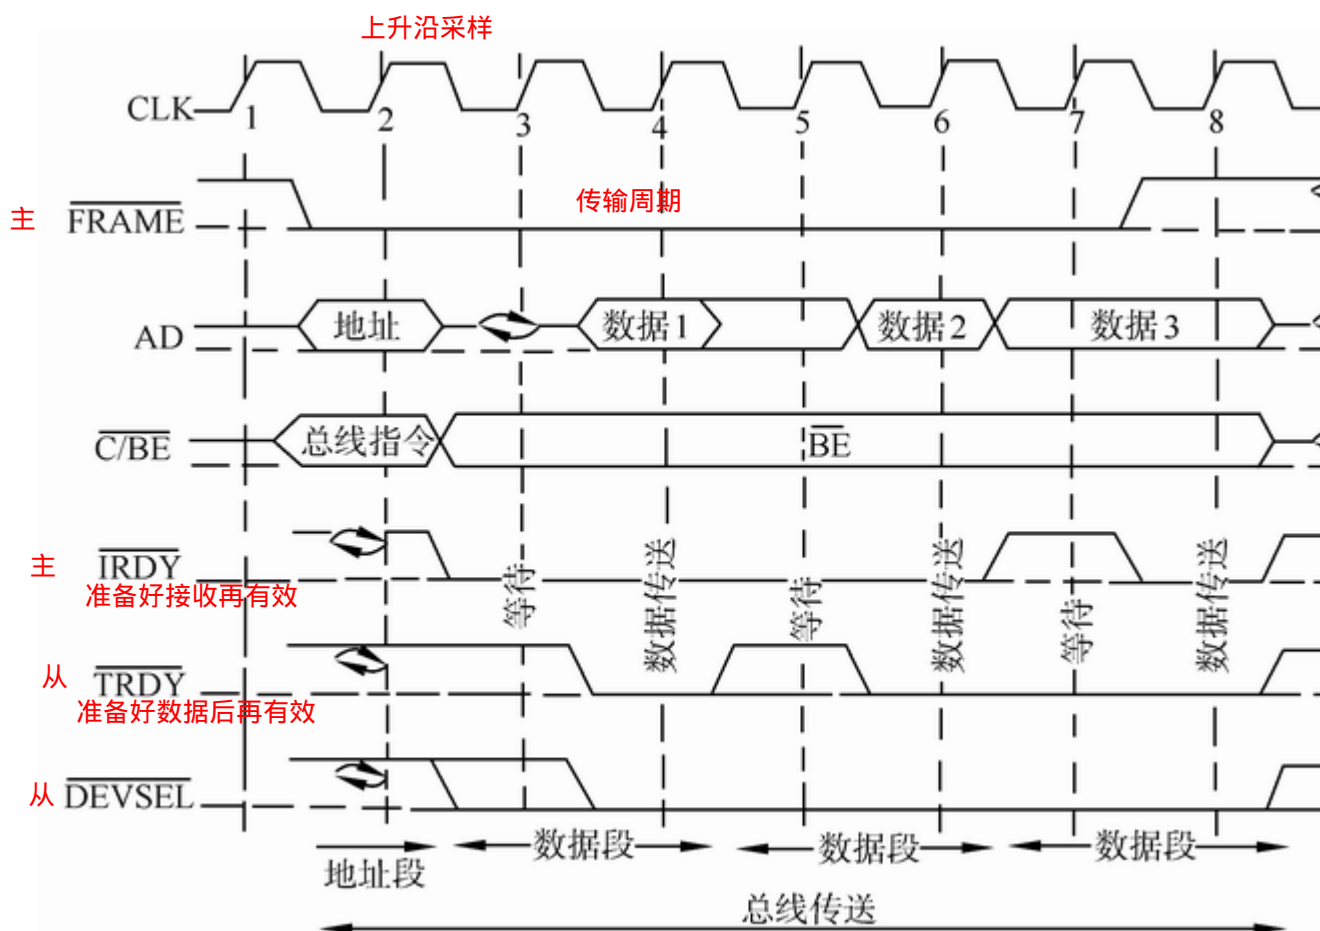 上升沿采样
CLK
1 2 3 4 5 6 7 8
传输周期
主 FRAME
AD 地址 数据1 数据2 数据3
C/BE 总线指令 BE
主 IRDY
准备好接收再有效
等待 数据传送 等待 数据传送 等待 数据传送
从 TRDY
准备好数据后再有效
从 DEVSEL
数据段 数据段 数据段
地址段
总线传送